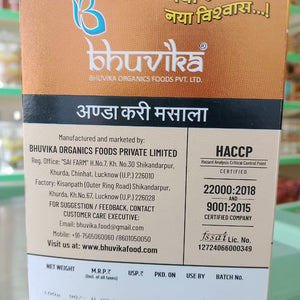 नया विश्वास...!
bhuvika®
BHUVIKA ORGANICS FOODS PVT. LTD.
अण्डा करी मसाला
Manufactured and marketed by:
BHUVIKA ORGANICS FOODS PRIVATE LIMITED
Reg. Office: "SAI FARM" H.No.7, Kh. No.30 Shikandarpur,
Khurda, Chinhat, Lucknow (U.P.) 226010
Factory: Kisanpath (Outer Ring Road) Shikandarpur,
Khurda, Kh.No.67, Lucknow (U.P.) 226028
FOR SUGGESTION / FEEDBACK, CONTACT
CUSTOMER CARE EXECUTIVE:
Email: bhuvika.foods@gmail.com
Mobile: +91-7565060060 / 8601050050
Visit us at: www.bhuvikafood.com
HACCP
Hazard Analysis Critical Control Point
CERTIFIED
22000:2018
AND
9001:2015
CERTIFIED COMPANY
fssai Lic. No.
12724066000349
NET WEIGHT M.R.P.₹ USP.₹ PKD. ON USE BY BATCH No.
(Incl. of all taxes)